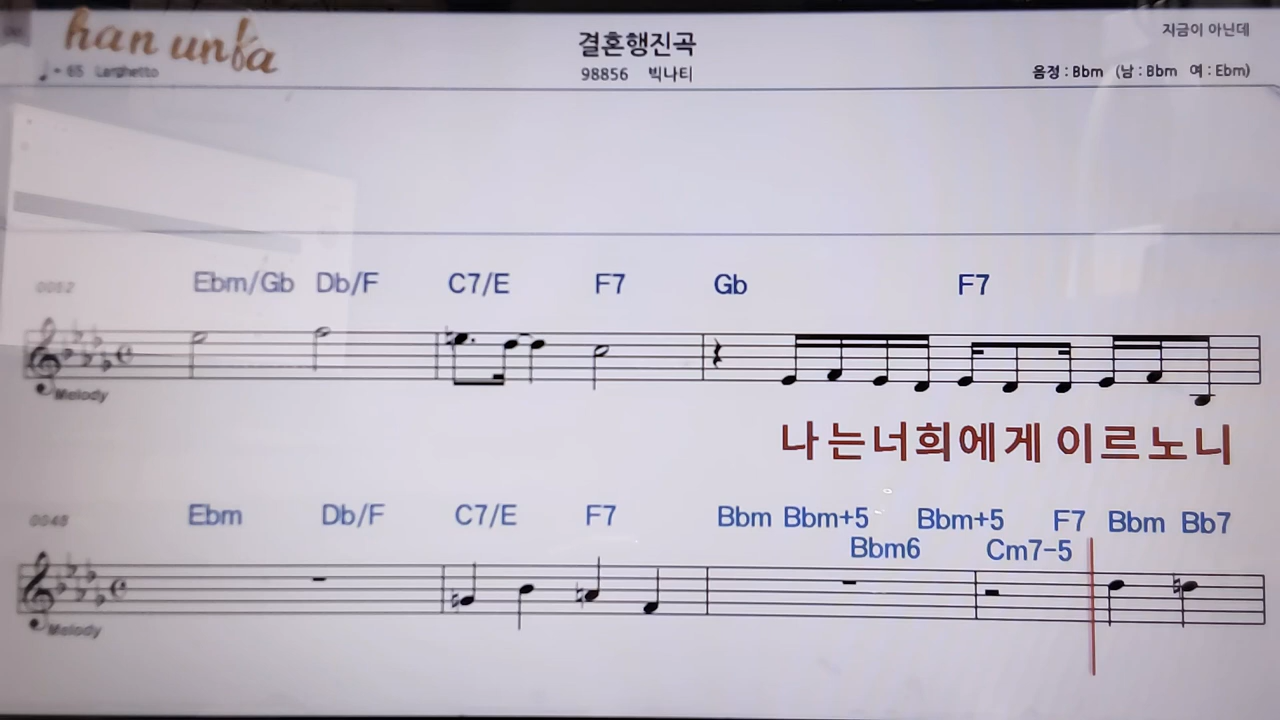 han unfa
♩= 65 Larghetto
결혼행진곡
98856 빅나티
지금이 아닌데
음정 : Bbm (남 : Bbm 여 : Ebm)
0052
Ebm/Gb Db/F C7/E F7 Gb F7
Melody
나는너희에게 이르노니
0048
Ebm Db/F C7/E F7 Bbm Bbm+5 Bbm+5 F7 Bbm Bb7
Bbm6 Cm7-5
Melody